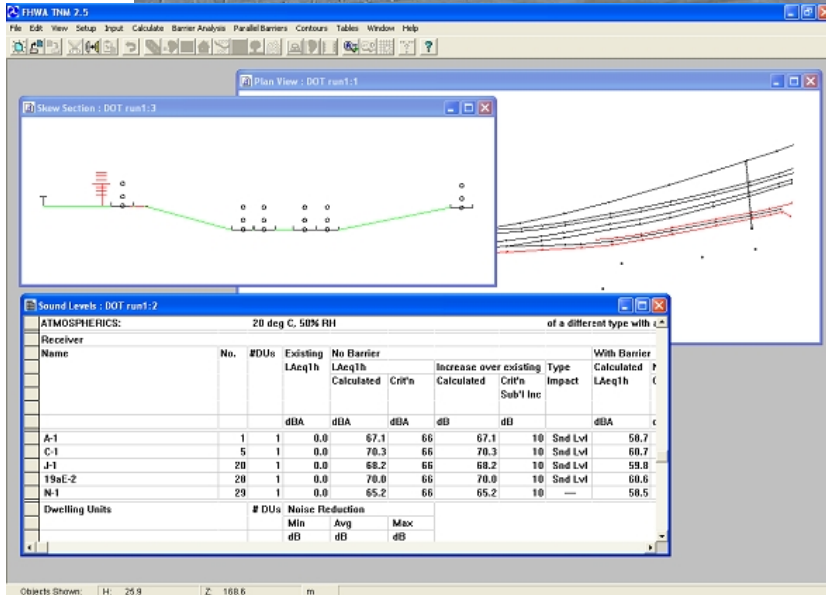 FHWA TNM 2.5
File Edit View Setup Input Calculate Barrier Analysis Parallel Barriers Contours Tables Window Help
Plan View : DOT run1:1
Skew Section : DOT run1:3
Sound Levels : DOT run1:2
ATMOSPHERICS: 20 deg C, 50% RH of a different type with
Receiver
Name No. #DUs Existing No Barrier With Barrier
LAeq1h LAeq1h Increase over existing Type Calculated
Calculated Crit'n Calculated Crit'n Impact LAeq1h
Sub'l Inc
dBA dBA dBA dB dB dBA
A-1 1 1 0.0 67.1 66 67.1 10 Snd Lvl 58.7
C-1 5 1 0.0 70.3 66 70.3 10 Snd Lvl 60.7
J-1 20 1 0.0 68.2 66 68.2 10 Snd Lvl 59.8
19aE-2 28 1 0.0 70.0 66 70.0 10 Snd Lvl 60.6
N-1 29 1 0.0 65.2 66 65.2 10 --- 58.5
Dwelling Units # DUs Noise Reduction
Min Avg Max
dB dB dB
Objects Shown: H: 25.9 Z: 168.6 m